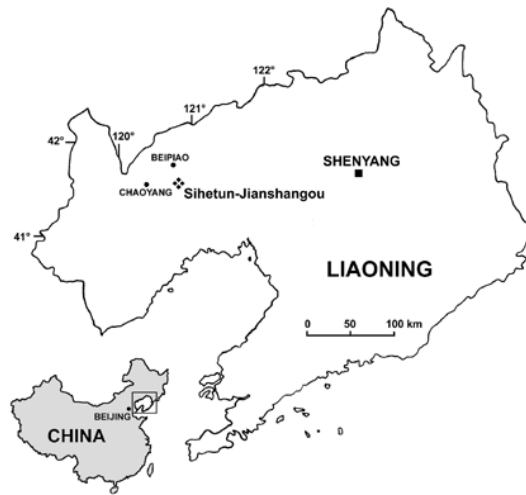 122°
121°
120°
42°
BEIPIAO
SHENYANG
CHAOYANG
Sihetun-Jianshangou
41°
LIAONING
0 50 100 km
BEIJING
CHINA